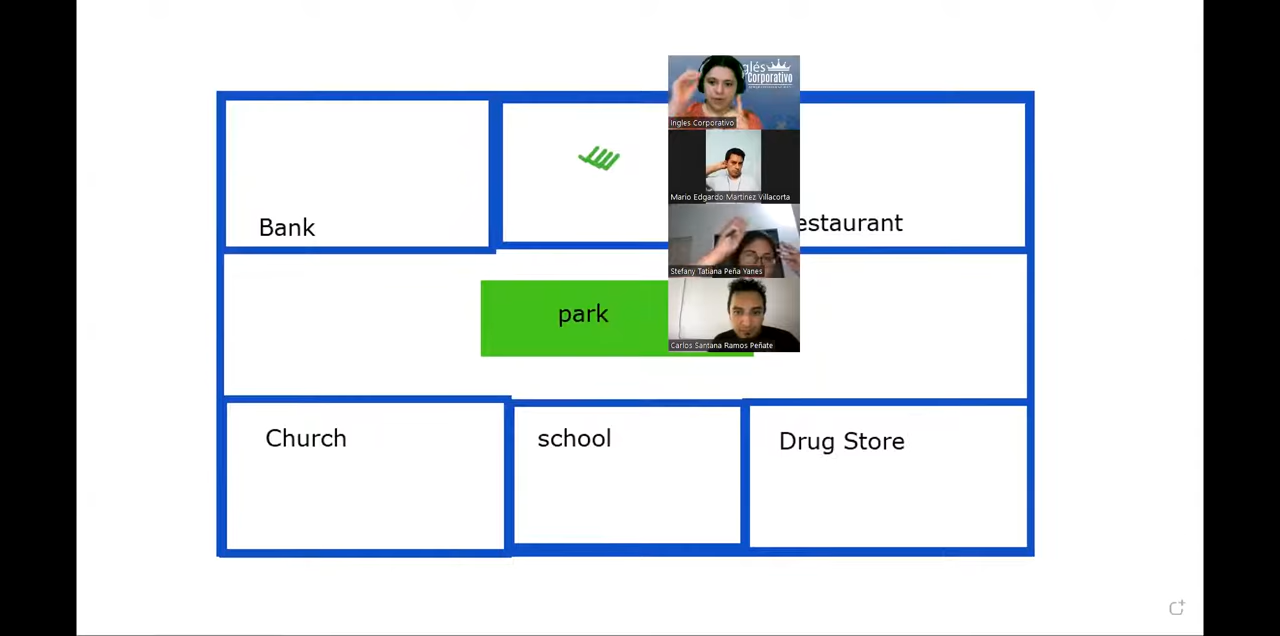 glés
Corporativo
Ingles Corporativo
Mario Edgardo Martinez Villacorta
Bank
estaurant
Stefany Tatiana Peña Yanes
park
Carlos Santana Ramos Peñate
Church
school
Drug Store